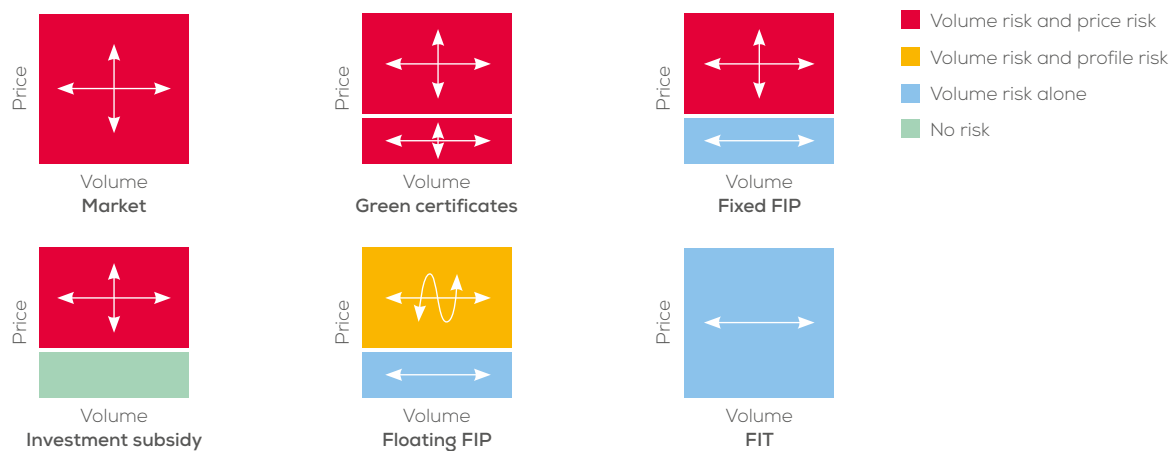 Price
Volume
Market
Price
Volume
Green certificates
Price
Volume
Fixed FIP
Volume risk and price risk
Volume risk and profile risk
Volume risk alone
No risk
Price
Volume
Investment subsidy
Price
Volume
Floating FIP
Price
Volume
FIT